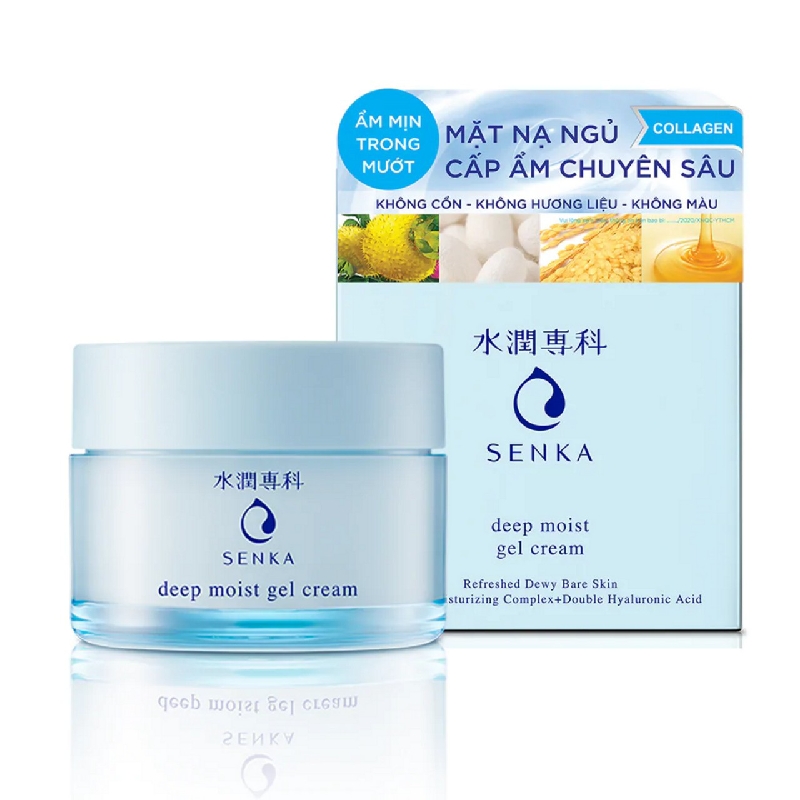 ẨM MỊN
TRONG
MƯỚT
MẶT NẠ NGỦ
COLLAGEN
CẤP ẨM CHUYÊN SÂU
KHÔNG CỒN - KHÔNG HƯƠNG LIỆU - KHÔNG MÀU
水潤専科
SENKA
deep moist
gel cream
Refreshed Dewy Bare Skin
Complex+Double Hyaluronic Acid
水潤専科
SENKA
deep moist gel cream